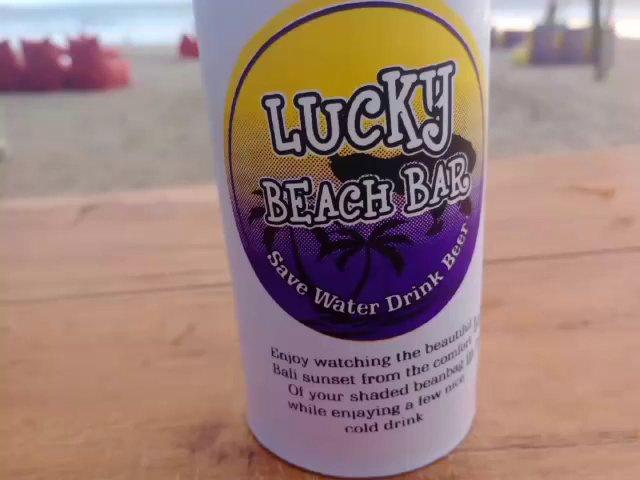 LUCKY
BEACH BAR
Save Water Drink Beer
Enjoy watching the beautiful
Bali sunset from the comfort
Of your shaded beanbag
while enjaying a few nice
cold drink